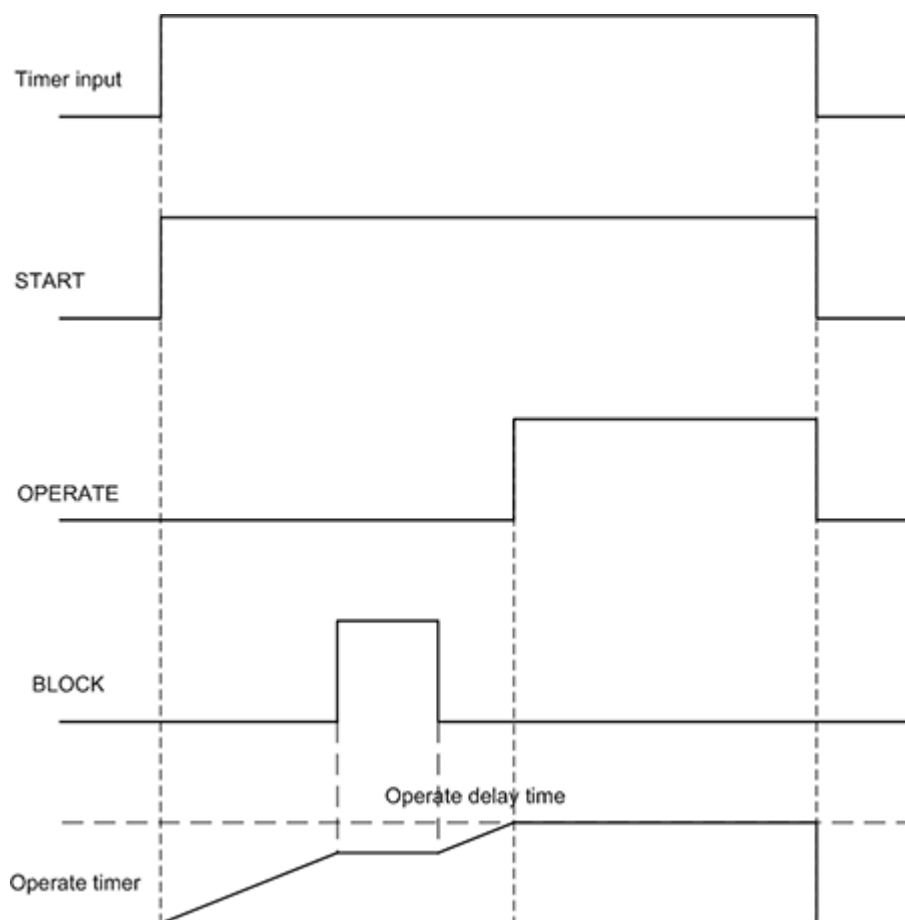 Timer input
START
OPERATE
BLOCK
Operate delay time
Operate timer